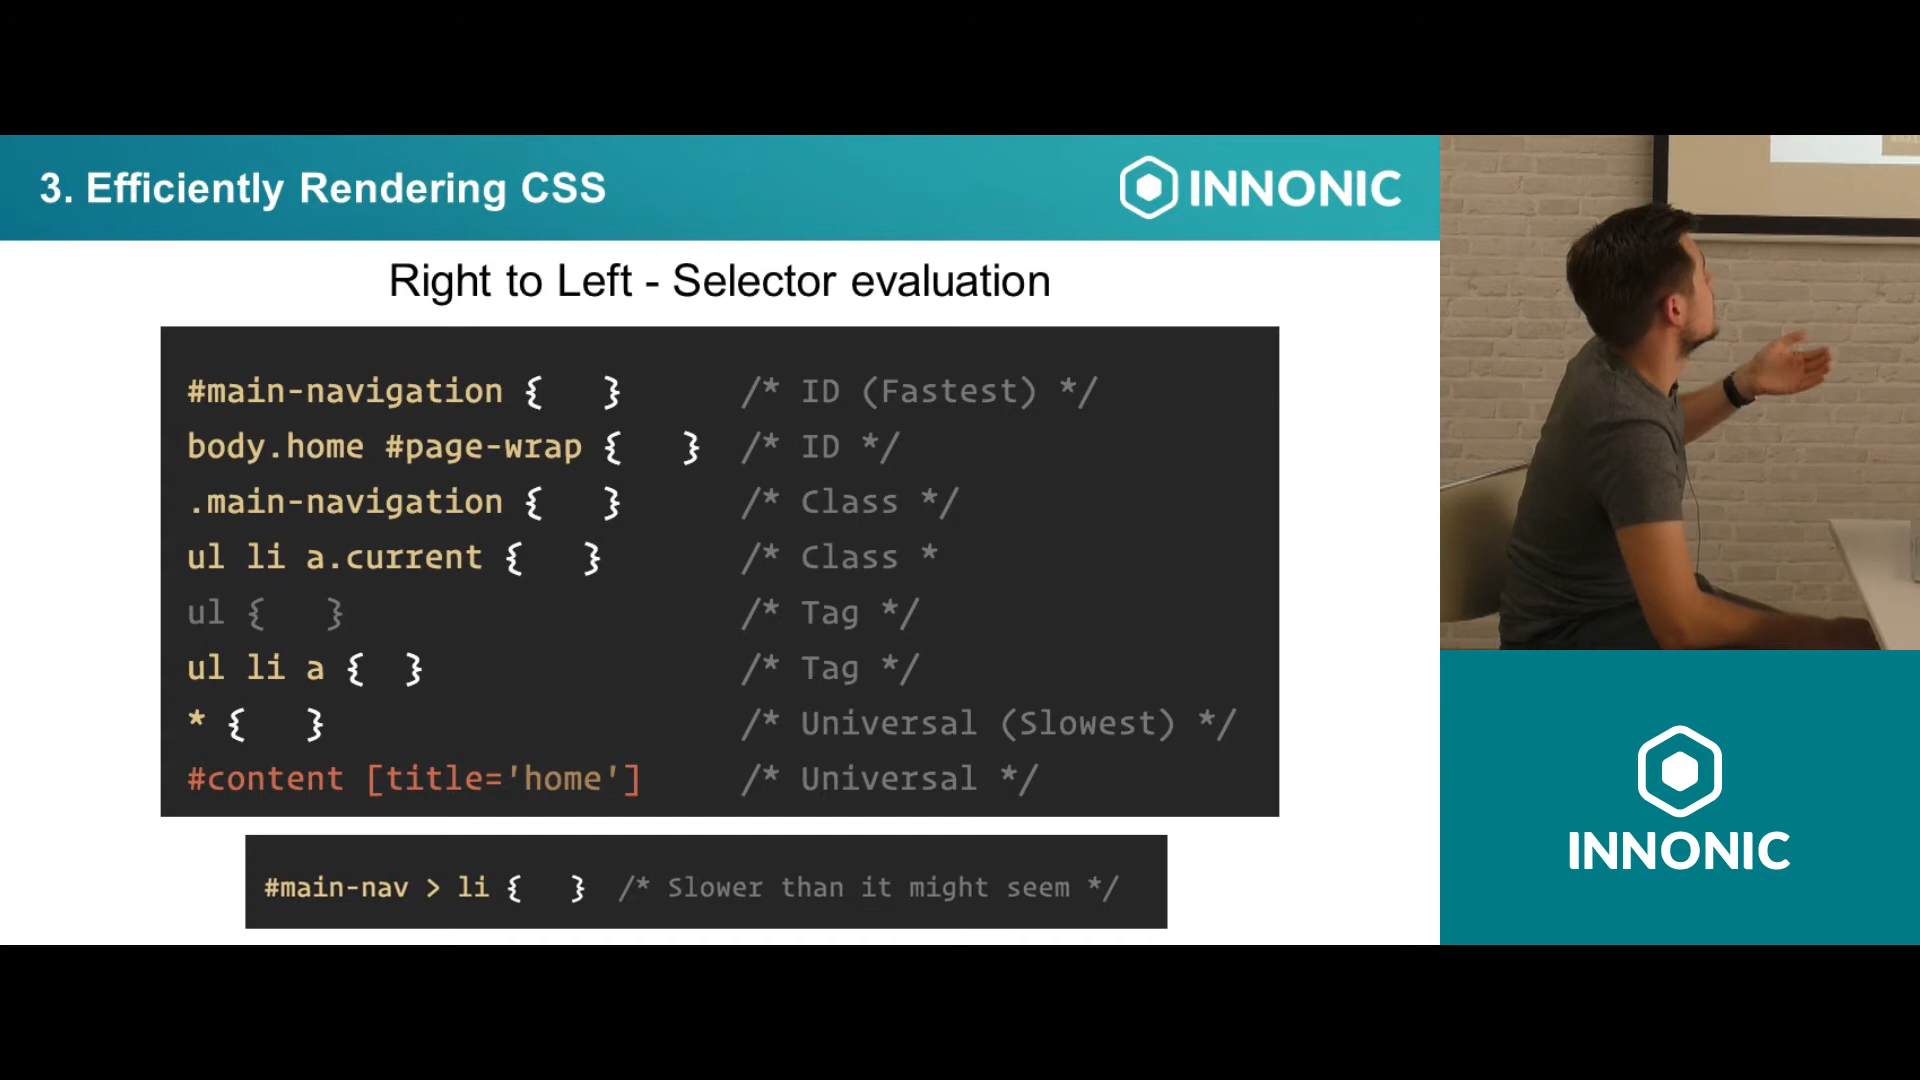 3. Efficiently Rendering CSS
INNONIC
Right to Left - Selector evaluation
#main-navigation {   }      /* ID (Fastest) */
body.home #page-wrap {   }  /* ID */
.main-navigation {   }      /* Class */
ul li a.current {   }       /* Class *
ul {   }                    /* Tag */
ul li a {  }                /* Tag */
* {   }                     /* Universal (Slowest) */
#content [title='home']     /* Universal */
#main-nav > li {   }  /* Slower than it might seem */
INNONIC